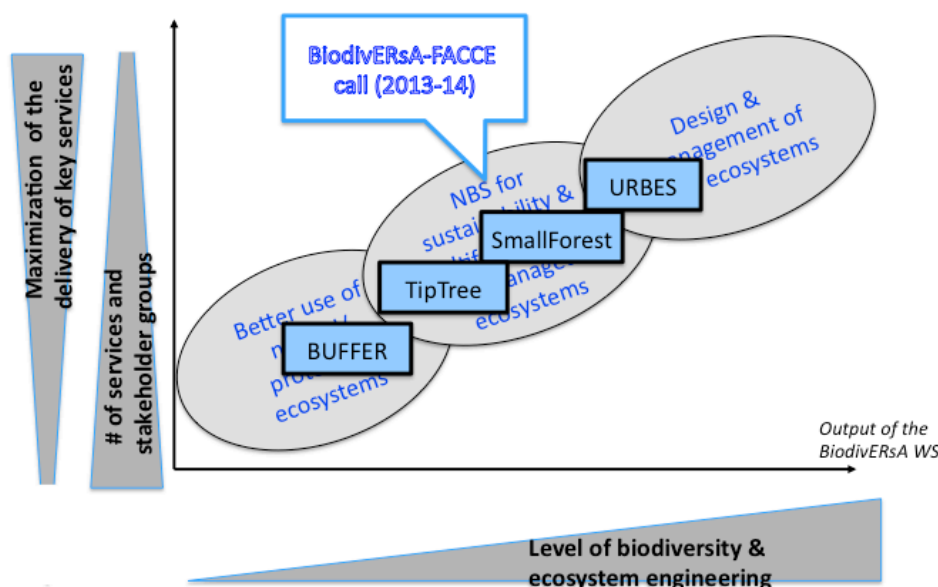 BiodivERsA-FACCE
call (2013-14)
Maximization of the
delivery of key services
# of services and
stakeholder groups
Design &
ecosystems
of
URBES
NBS for
&
SmallForest
TipTree
ecosystems
Better use of
BUFFER
ecosystems
Output of the
BiodivERsA WS
Level of biodiversity &
ecosystem engineering